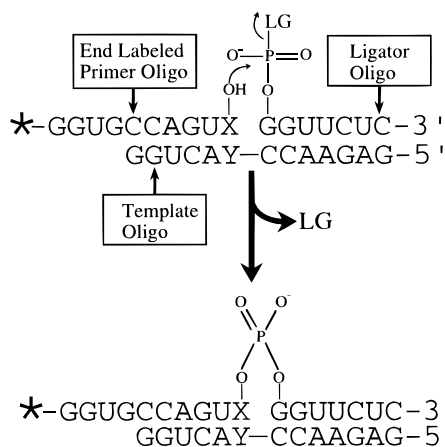 LG
End Labeled
Primer Oligo
O⁻ P O
Ligator
Oligo
OH O
*-GGUGCCAGUX GGUUCUC-3'
GGUCAY-CCAAGAG-5'
Template
Oligo
LG
O O⁻
P
O O
*-GGUGCCAGUX GGUUCUC-3
GGUCAY-CCAAGAG-5